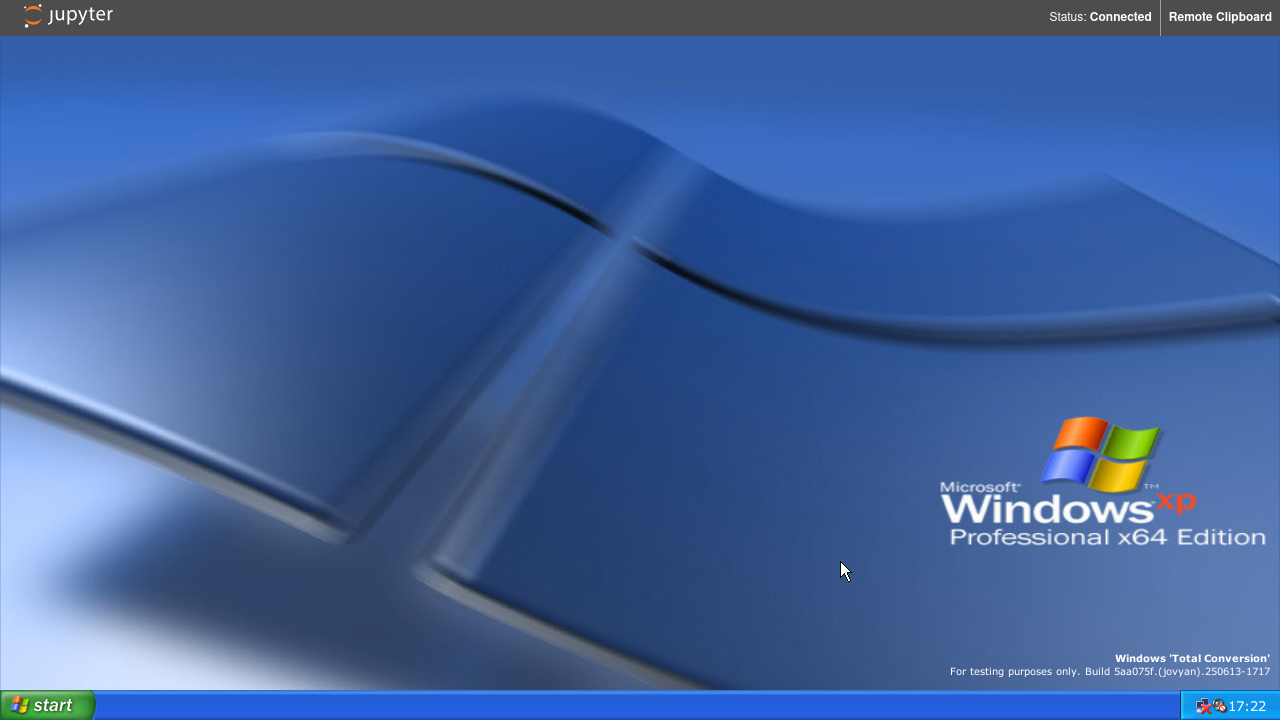 jupyter
Status: Connected
Remote Clipboard
Microsoft
Windows xp
TM
Professional x64 Edition
Windows 'Total Conversion'
For testing purposes only. Build 5aa075f.(jovyan).250613-1717
start
17:22